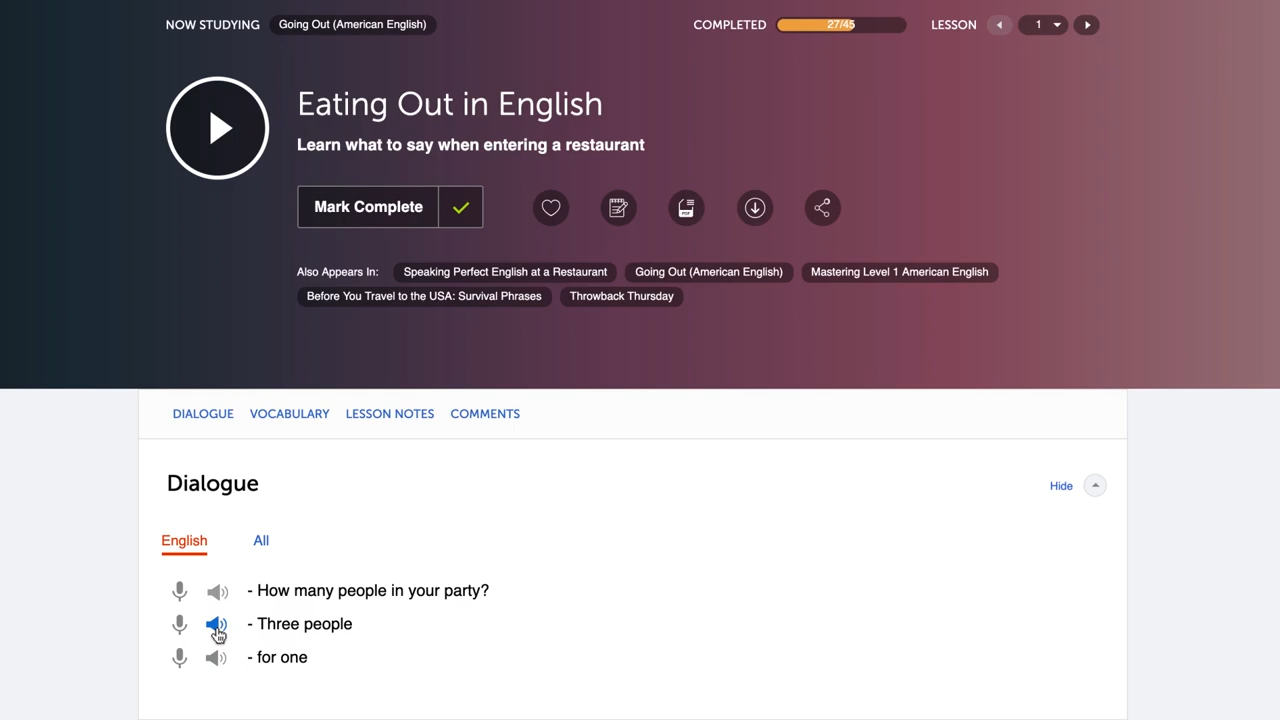 NOW STUDYING Going Out (American English) COMPLETED 27/45 LESSON 1
Eating Out in English
Learn what to say when entering a restaurant
Mark Complete
PDF
Also Appears In: Speaking Perfect English at a Restaurant Going Out (American English) Mastering Level 1 American English
Before You Travel to the USA: Survival Phrases Throwback Thursday
DIALOGUE VOCABULARY LESSON NOTES COMMENTS
Dialogue Hide
English All
- How many people in your party?
- Three people
- for one